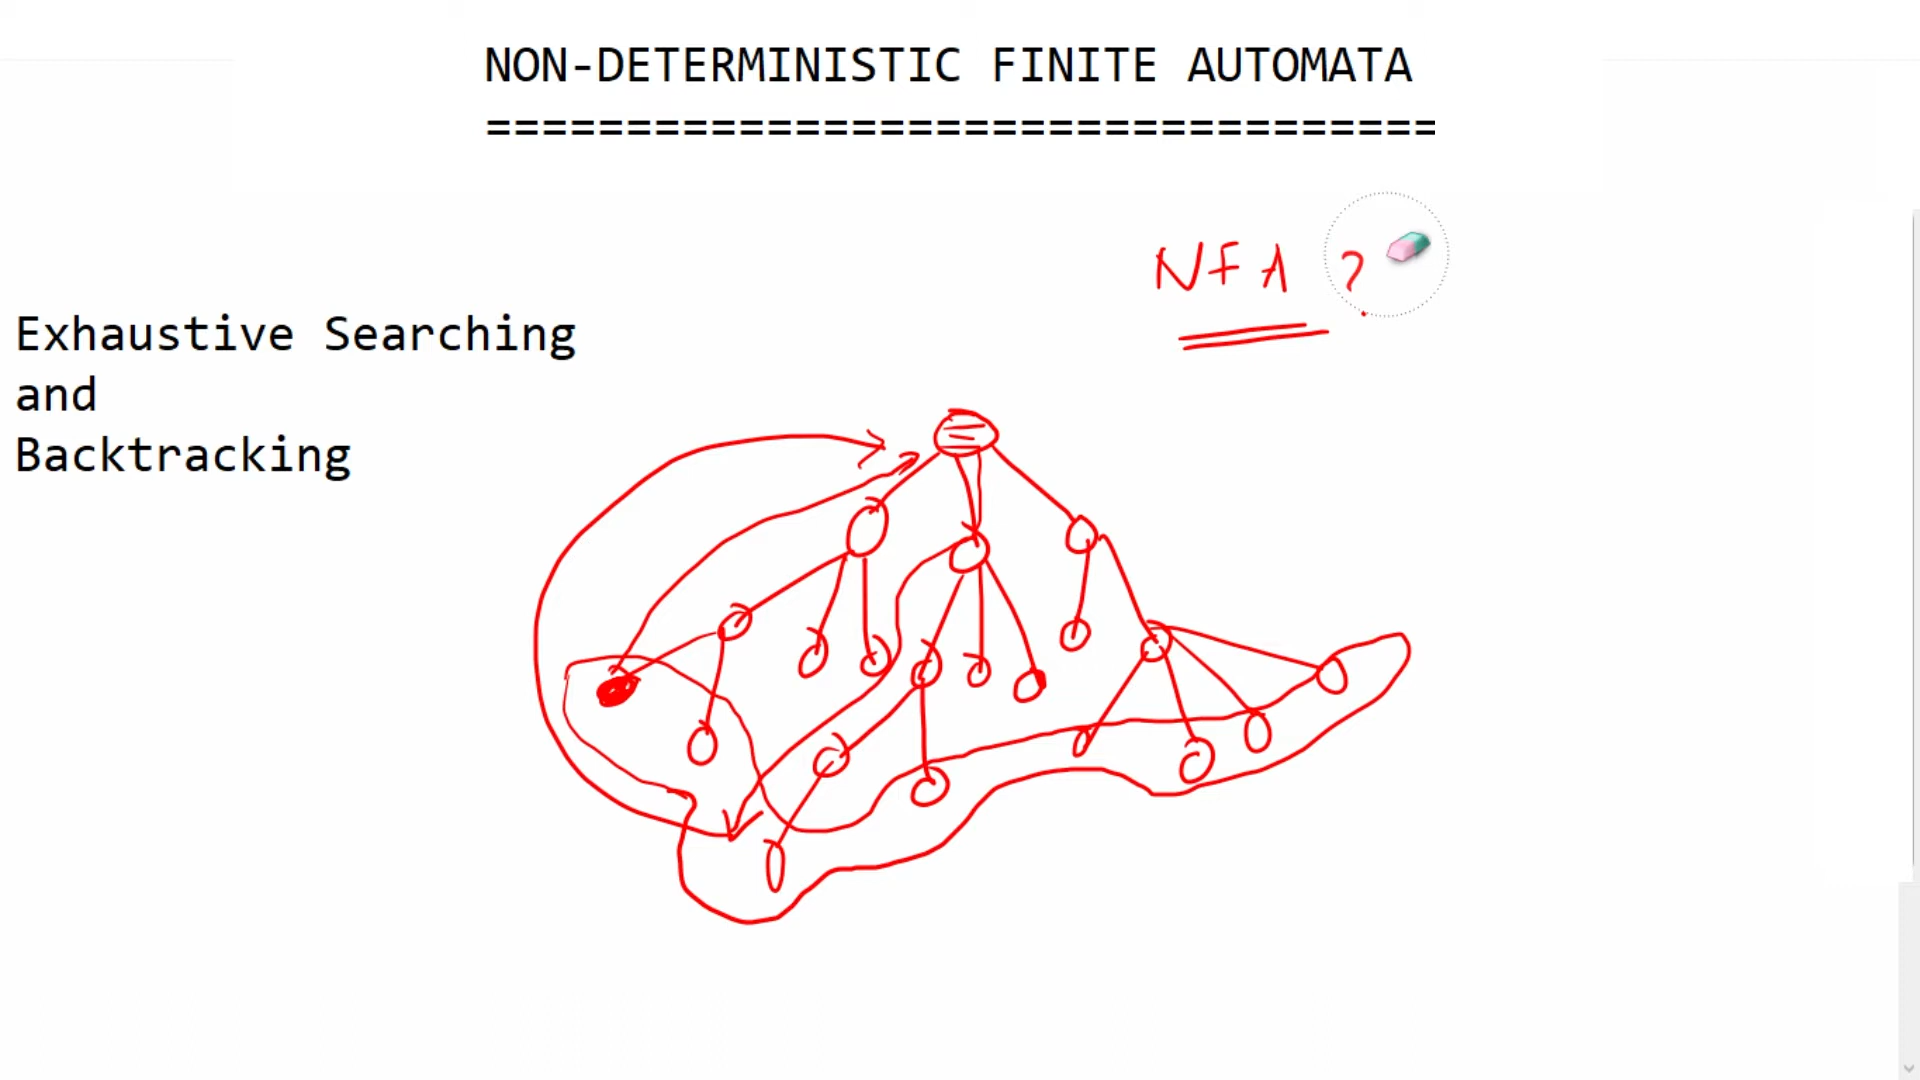 NON-DETERMINISTIC FINITE AUTOMATA
==================================
NFA ?
Exhaustive Searching
and
Backtracking